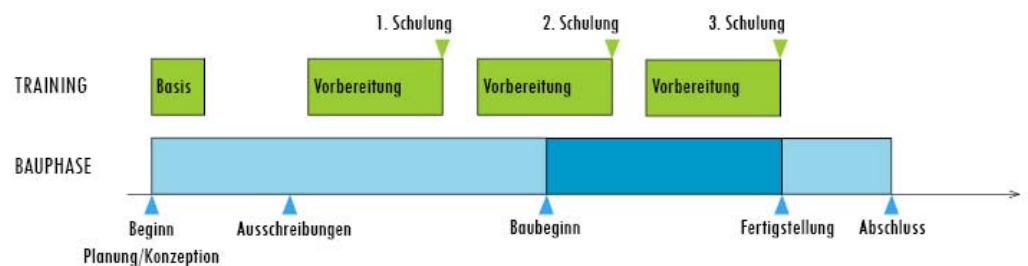 1. Schulung 2. Schulung 3. Schulung
TRAINING Basis Vorbereitung Vorbereitung Vorbereitung
BAUPHASE
Beginn Ausschreibungen Baubeginn Fertigstellung Abschluss
Planung/Konzeption